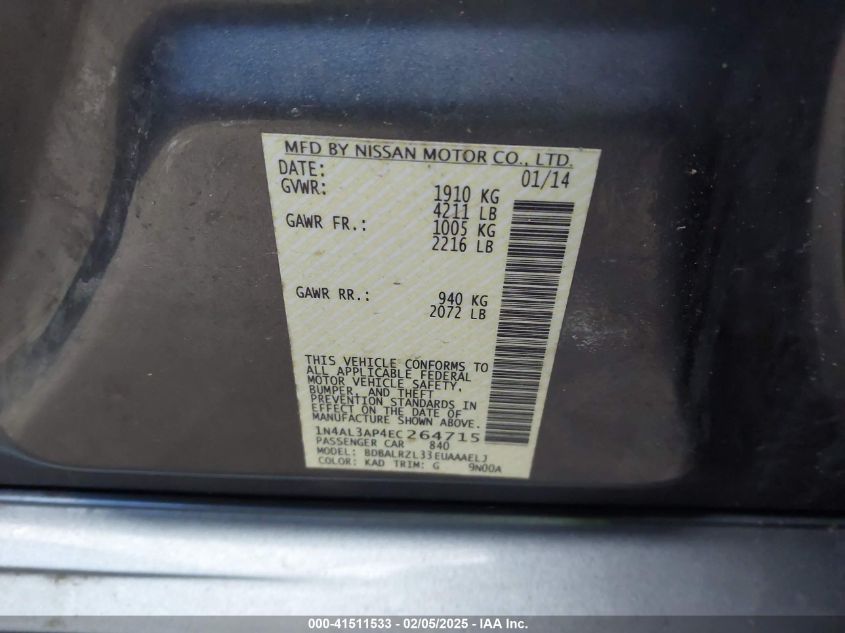 MFD BY NISSAN MOTOR CO., LTD.
DATE: 01/14
GVWR: 1910 KG
4211 LB
GAWR FR.: 1005 KG
2216 LB
GAWR RR.: 940 KG
2072 LB
THIS VEHICLE CONFORMS TO
ALL APPLICABLE FEDERAL
MOTOR VEHICLE SAFETY,
BUMPER, AND THEFT
PREVENTION STANDARDS IN
EFFECT ON THE DATE OF
MANUFACTURE SHOWN ABOVE.
1N4AL3AP4EC264715
PASSENGER CAR 840
MODEL: BDBALRZL33EUAAAELJ
COLOR: KAD TRIM: G 9N00A
000-41511533 - 02/05/2025 - IAA Inc.